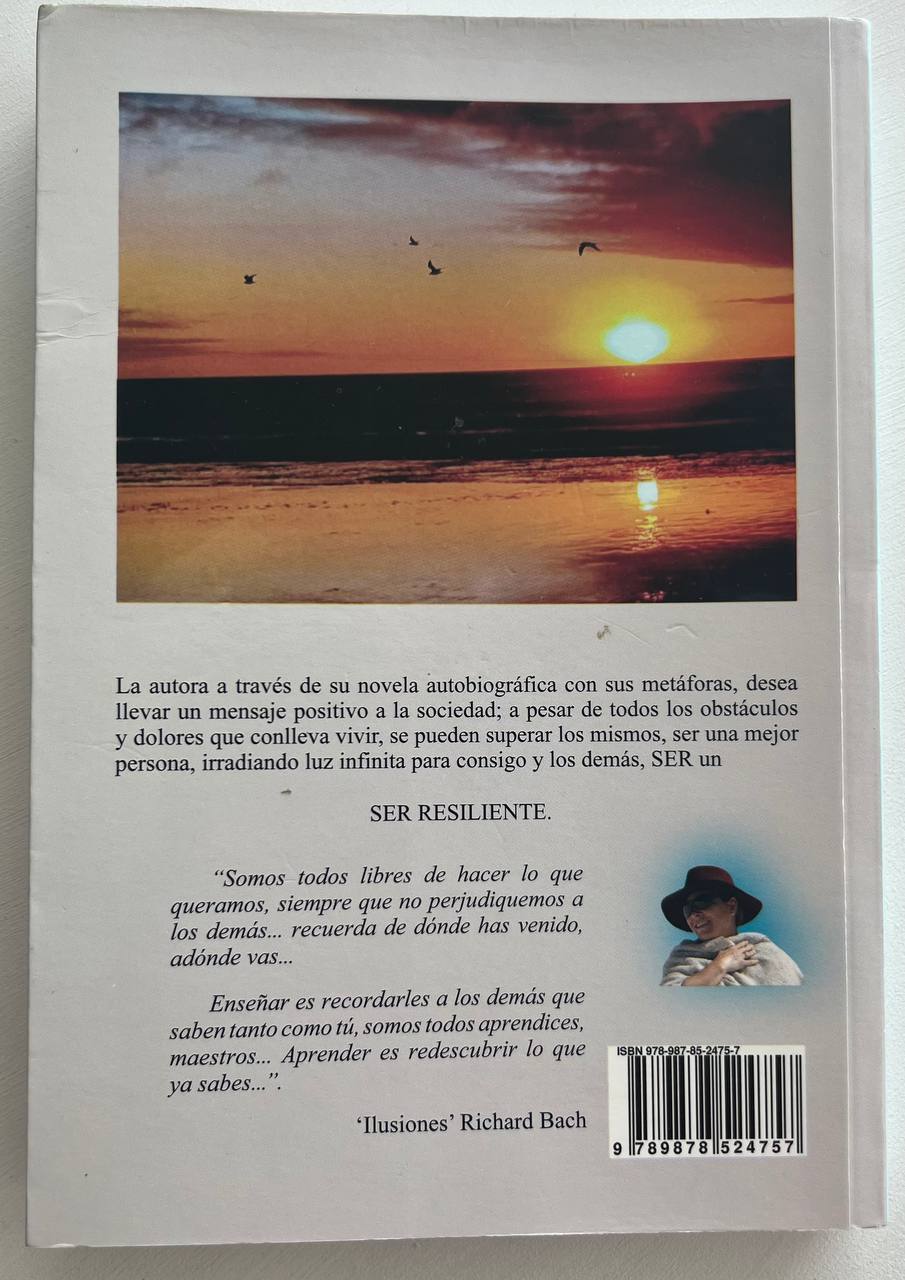 La autora a través de su novela autobiográfica con sus metáforas, desea
llevar un mensaje positivo a la sociedad; a pesar de todos los obstáculos
y dolores que conlleva vivir, se pueden superar los mismos, ser una mejor
persona, irradiando luz infinita para consigo y los demás, SER un
SER RESILIENTE.
“Somos todos libres de hacer lo que
queramos, siempre que no perjudiquemos a
los demás... recuerda de dónde has venido,
adónde vas...
Enseñar es recordarles a los demás que
saben tanto como tú, somos todos aprendices,
maestros... Aprender es redescubrir lo que
ya sabes...”.
‘Ilusiones’ Richard Bach
ISBN 978-987-85-2475-7
9 789878 524757